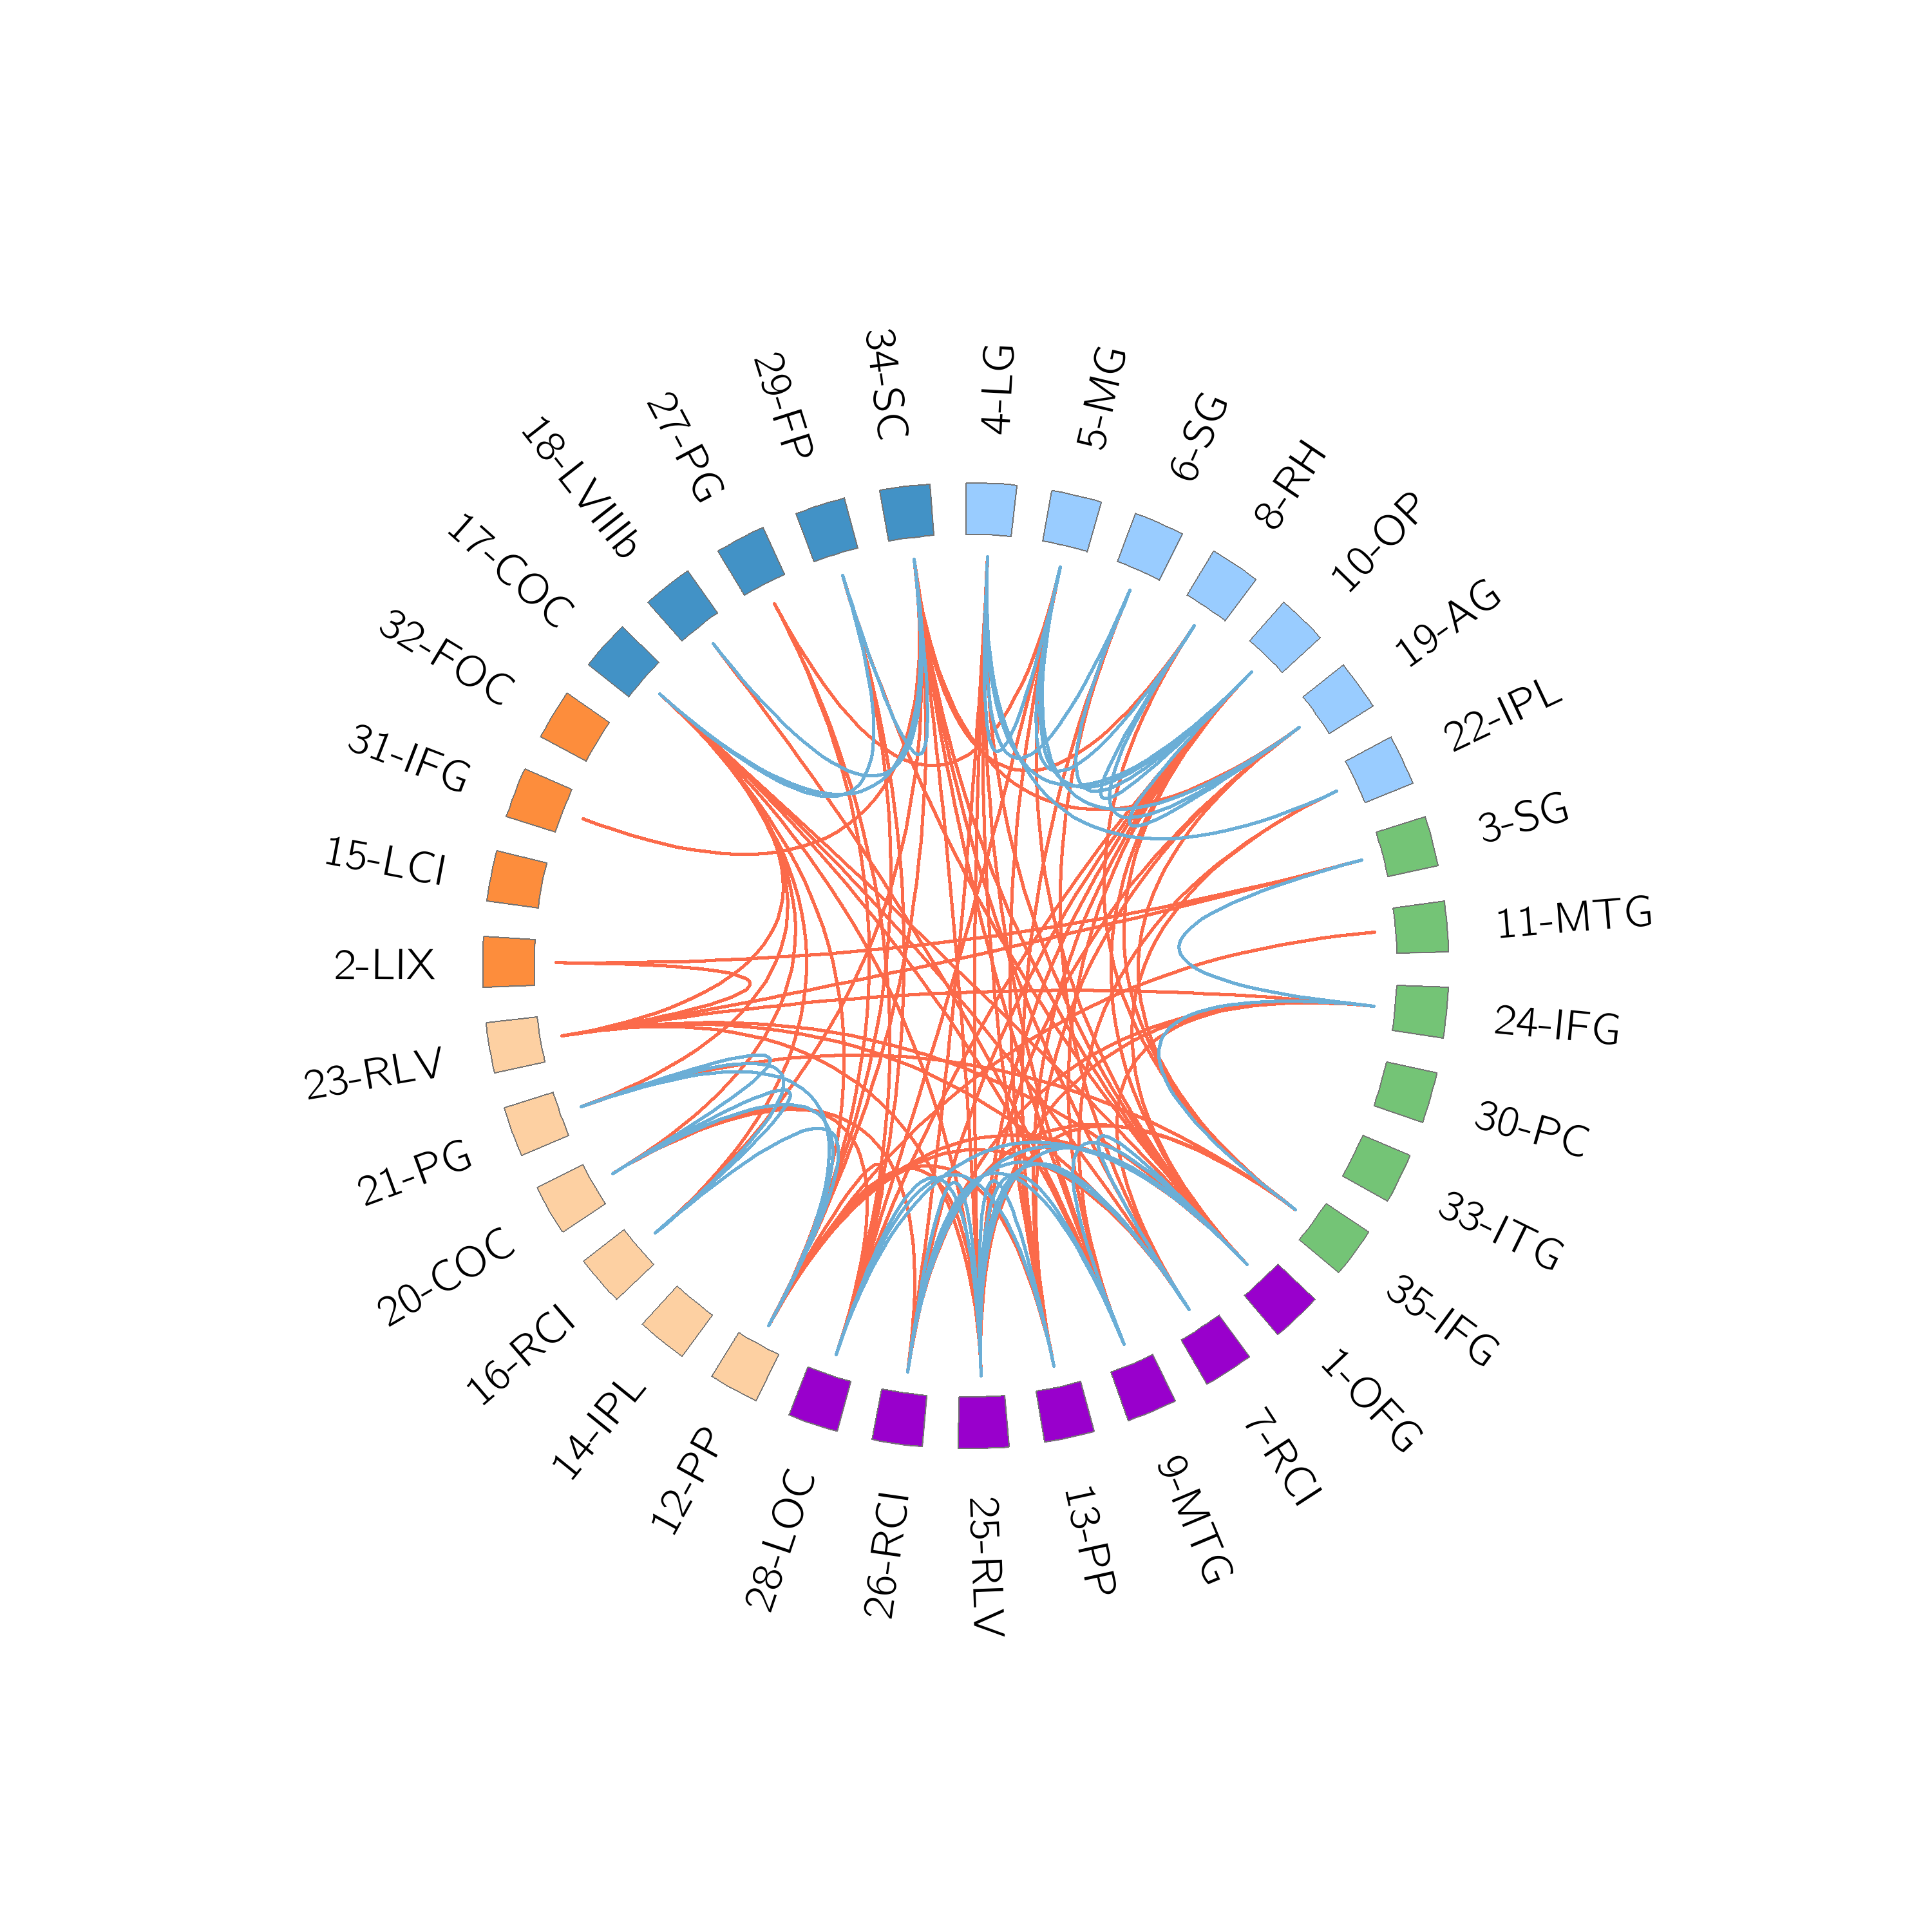 34-SC
4-LG
5-MG
6-SG
8-RH
10-OP
19-AG
22-IPL
3-SG
11-MTG
24-IFG
30-PC
33-ITG
35-IFG
1-OFG
7-RCI
9-MTG
13-PP
25-RLV
26-RCI
28-LOC
12-PP
14-IPL
16-RCI
20-COC
21-PG
23-RLV
2-LIX
15-LCI
31-IFG
32-FOC
17-COC
18-LVIIIb
27-PG
29-FP